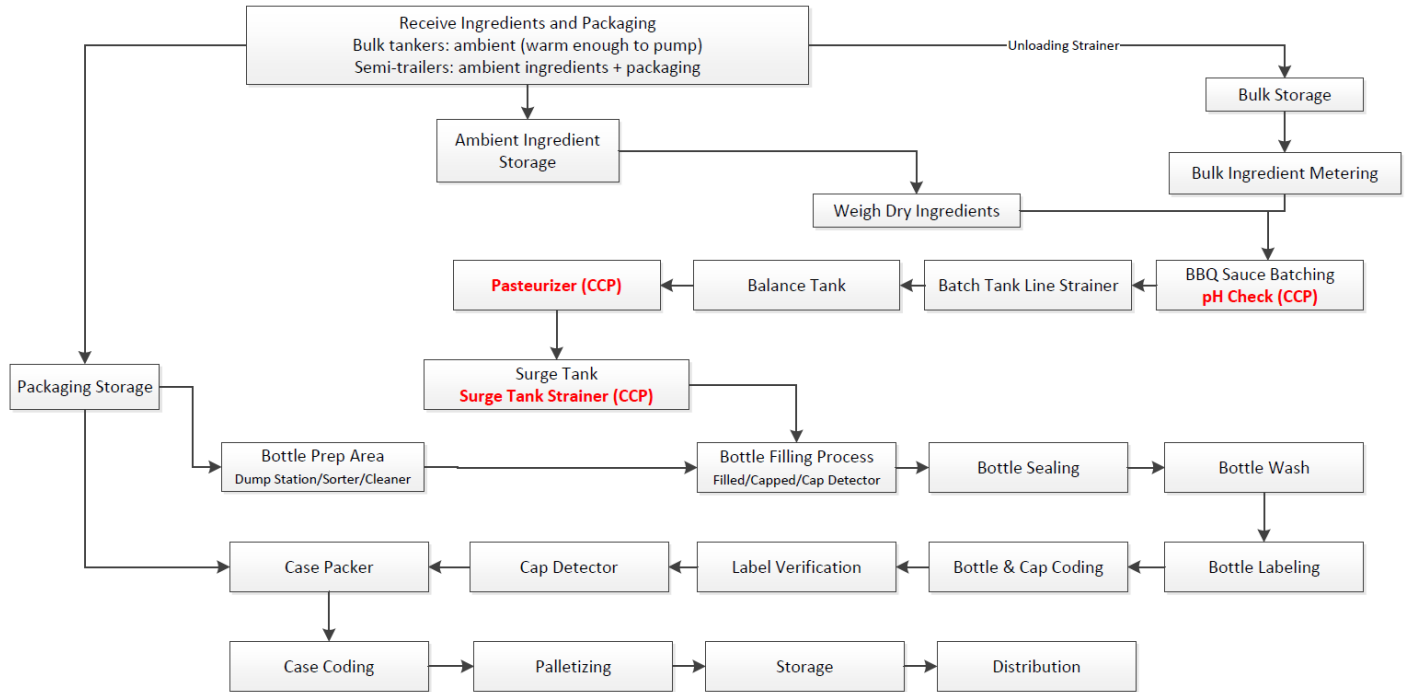 Receive Ingredients and Packaging
Bulk tankers: ambient (warm enough to pump)
Semi-trailers: ambient ingredients + packaging
Unloading Strainer
Bulk Storage
Ambient Ingredient
Storage
Bulk Ingredient Metering
Weigh Dry Ingredients
Pasteurizer (CCP)
Balance Tank
Batch Tank Line Strainer
BBQ Sauce Batching
pH Check (CCP)
Surge Tank
Surge Tank Strainer (CCP)
Packaging Storage
Bottle Prep Area
Dump Station/Sorter/Cleaner
Bottle Filling Process
Filled/Capped/Cap Detector
Bottle Sealing
Bottle Wash
Case Packer
Cap Detector
Label Verification
Bottle & Cap Coding
Bottle Labeling
Case Coding
Palletizing
Storage
Distribution